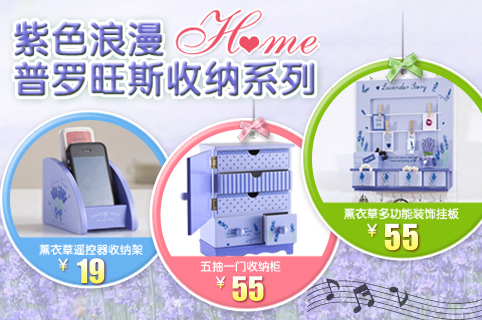 紫色浪漫 Home
普罗旺斯收纳系列
Lavender Story
薰衣草遥控器收纳架
¥ 19
五抽一门收纳柜
¥ 55
薰衣草多功能装饰挂板
¥ 55